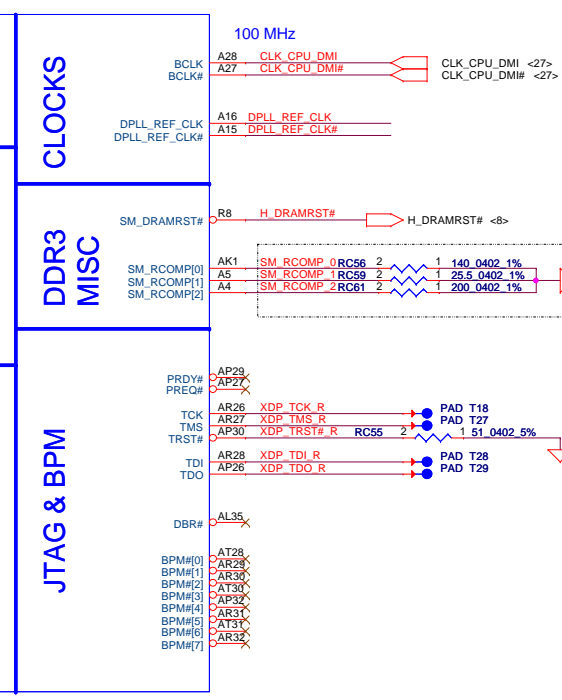 100 MHz
CLOCKS
BCLK A28 CLK_CPU_DMI CLK_CPU_DMI <27>
BCLK# A27 CLK_CPU_DMI# CLK_CPU_DMI# <27>
DPLL_REF_CLK A16 DPLL_REF_CLK
DPLL_REF_CLK# A15 DPLL_REF_CLK#
DDR3
MISC
SM_DRAMRST# R8 H_DRAMRST# H_DRAMRST# <8>
SM_RCOMP[0] AK1 SM_RCOMP_0 RC56 2 1 140_0402_1%
SM_RCOMP[1] A5 SM_RCOMP_1 RC59 2 1 25.5_0402_1%
SM_RCOMP[2] A4 SM_RCOMP_2 RC61 2 1 200_0402_1%
JTAG & BPM
PRDY# AP29
PREQ# AP27
TCK AR26 XDP_TCK_R PAD T18
TMS AR27 XDP_TMS_R PAD T27
TRST# AP30 XDP_TRST#_R RC55 2 1 51_0402_5%
TDI AR28 XDP_TDI_R PAD T28
TDO AP26 XDP_TDO_R PAD T29
DBR# AL35
BPM#[0] AT28
BPM#[1] AR29
BPM#[2] AR30
BPM#[3] AT30
BPM#[4] AP32
BPM#[5] AR31
BPM#[6] AT31
BPM#[7] AR32